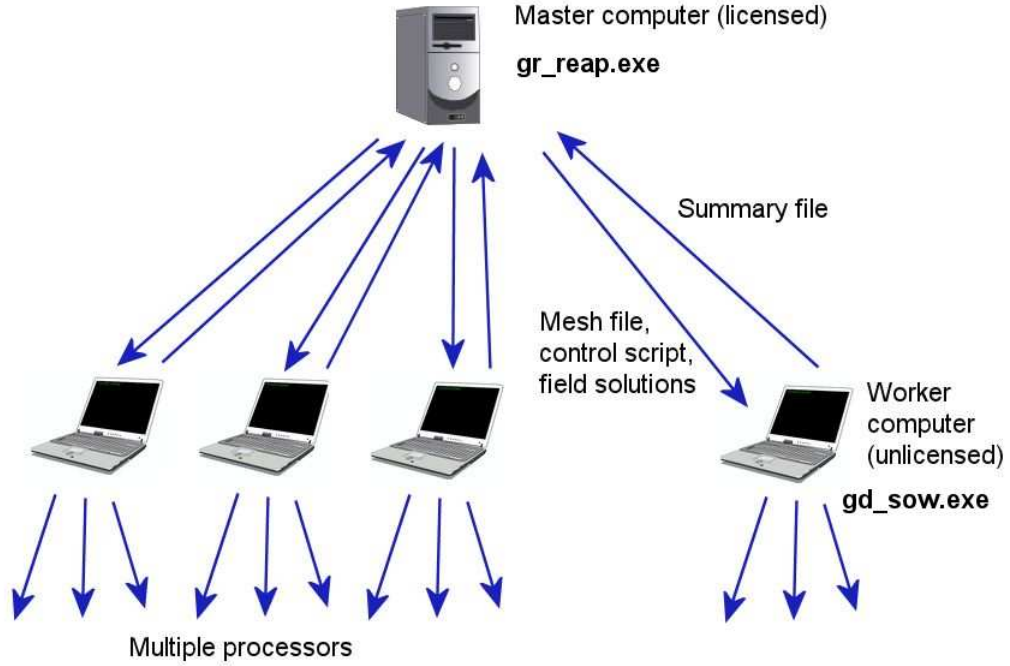 Master computer (licensed)
gr_reap.exe
Summary file
Mesh file,
control script,
field solutions
Worker
computer
(unlicensed)
gd_sow.exe
Multiple processors